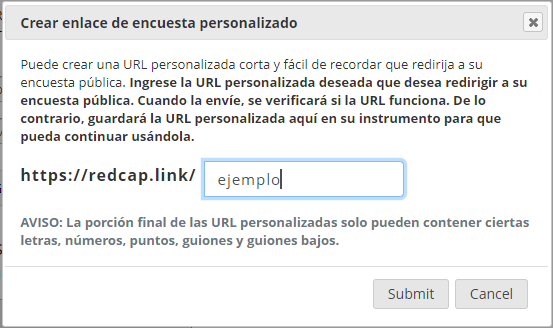 Crear enlace de encuesta personalizado
Puede crear una URL personalizada corta y fácil de recordar que redirija a su
encuesta pública. Ingrese la URL personalizada deseada que desea redirigir a su
encuesta pública. Cuando la envíe, se verificará si la URL funciona. De lo
contrario, guardará la URL personalizada aquí en su instrumento para que
pueda continuar usándola.
https://redcap.link/ ejemplo
AVISO: La porción final de las URL personalizadas solo pueden contener ciertas
letras, números, puntos, guiones y guiones bajos.
Submit Cancel